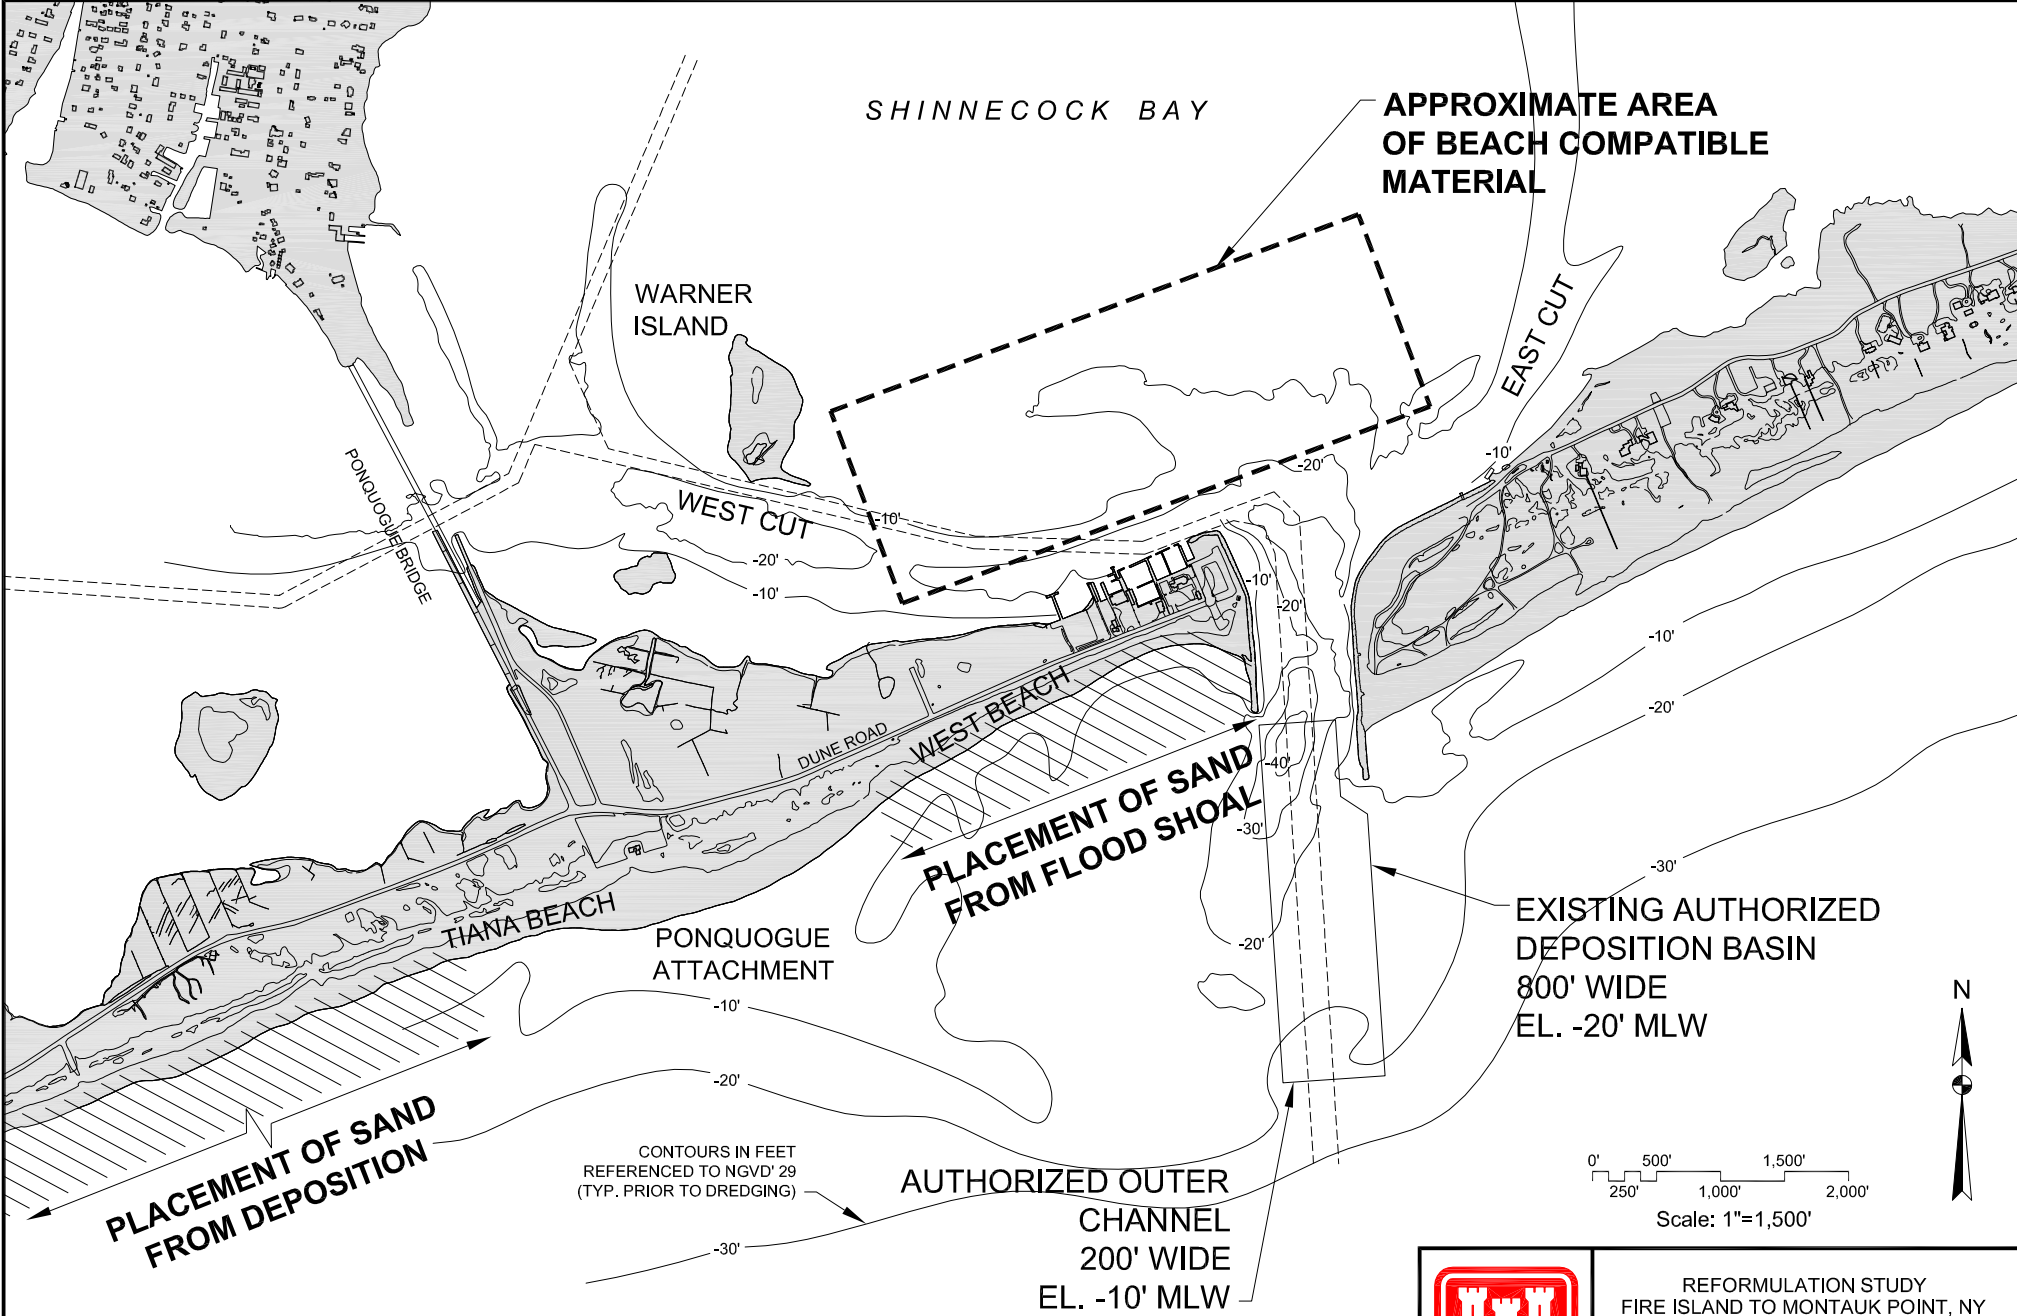 SHINNECOCK BAY
APPROXIMATE AREA
OF BEACH COMPATIBLE
MATERIAL
WARNER
ISLAND
EAST CUT
PONQUOGUE BRIDGE
WEST CUT
-10'
-20'
-10'
-20'
-10'
-20'
-10'
-10'
-20'
-10'
-20'
DUNE ROAD
WEST BEACH
-40'
-30'
-20'
-30'
PLACEMENT OF SAND
FROM FLOOD SHOAL
TIANA BEACH
PONQUOGUE
ATTACHMENT
EXISTING AUTHORIZED
DEPOSITION BASIN
800' WIDE
EL. -20' MLW
N
-10'
-20'
-30'
PLACEMENT OF SAND
FROM DEPOSITION
CONTOURS IN FEET
REFERENCED TO NGVD' 29
(TYP. PRIOR TO DREDGING)
AUTHORIZED OUTER
CHANNEL
200' WIDE
EL. -10' MLW
0' 500' 1,500'
250' 1,000' 2,000'
Scale: 1"=1,500'
REFORMULATION STUDY
FIRE ISLAND TO MONTAUK POINT, NY